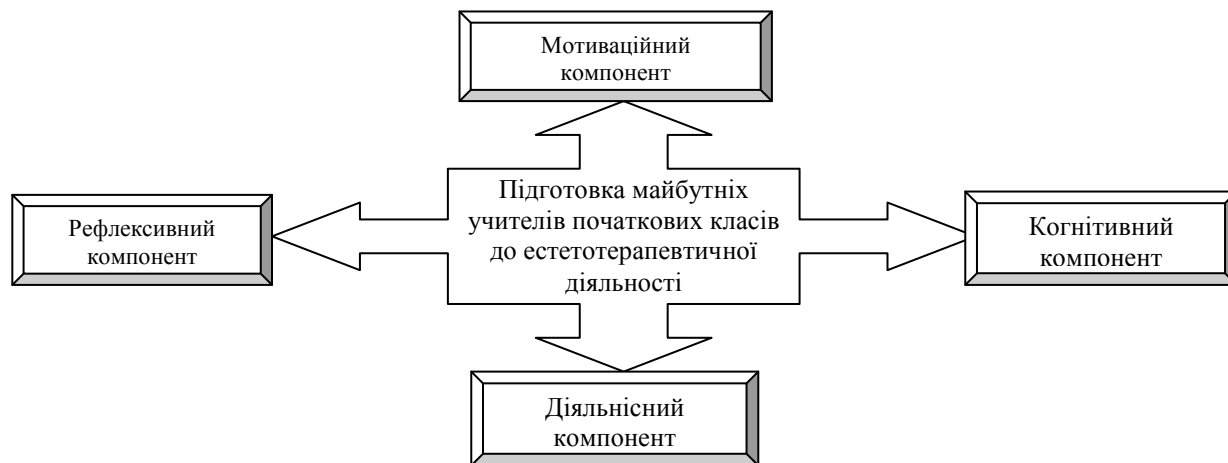 Мотиваційний
компонент
Підготовка майбутніх
учителів початкових класів
до естетотерапевтичної
діяльності
Рефлексивний
компонент
Когнітивний
компонент
Діяльнісний
компонент